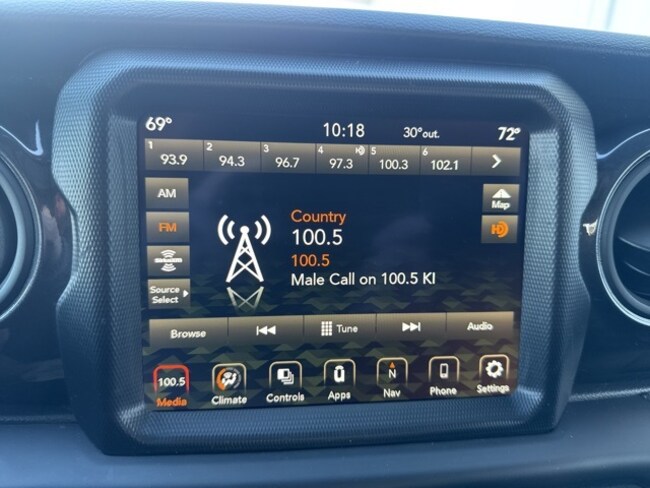 69°
10:18
30°out.
72°
1 93.9
2 94.3
3 96.7
4 97.3 HD
5 100.3
6 102.1
AM
FM
Source
Select
Country
100.5
100.5
Male Call on 100.5 KI
Map
HD
Browse
Tune
Audio
100.5
Media
Climate
Controls
Apps
N
Nav
Phone
Settings